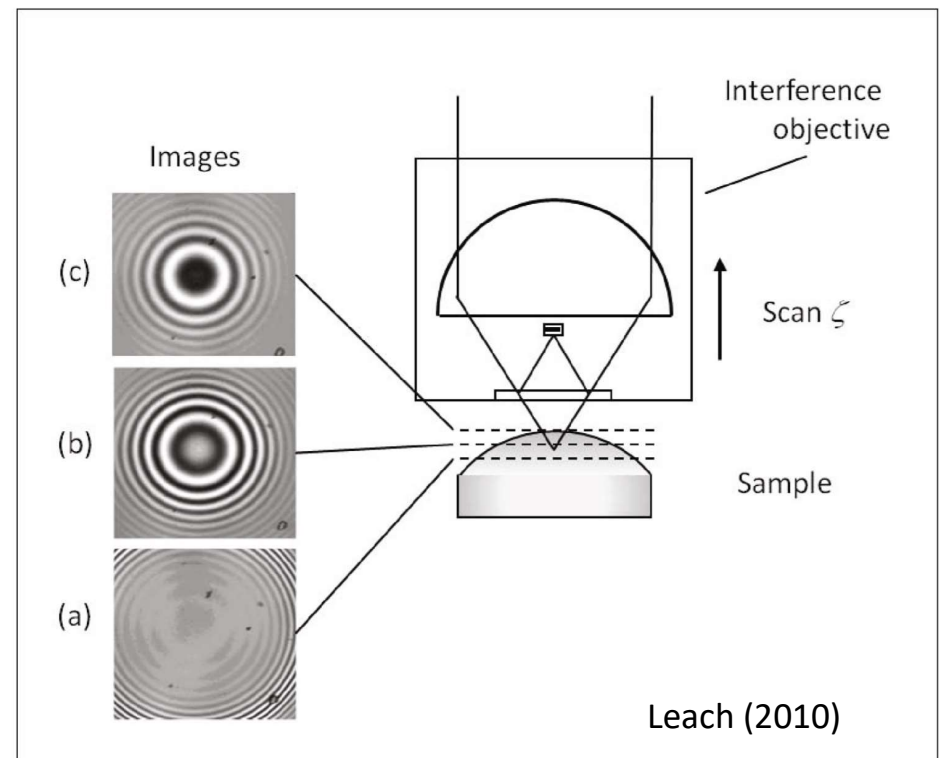 Interference
objective
Images
(c)
Scan ζ
(b)
Sample
(a)
Leach (2010)